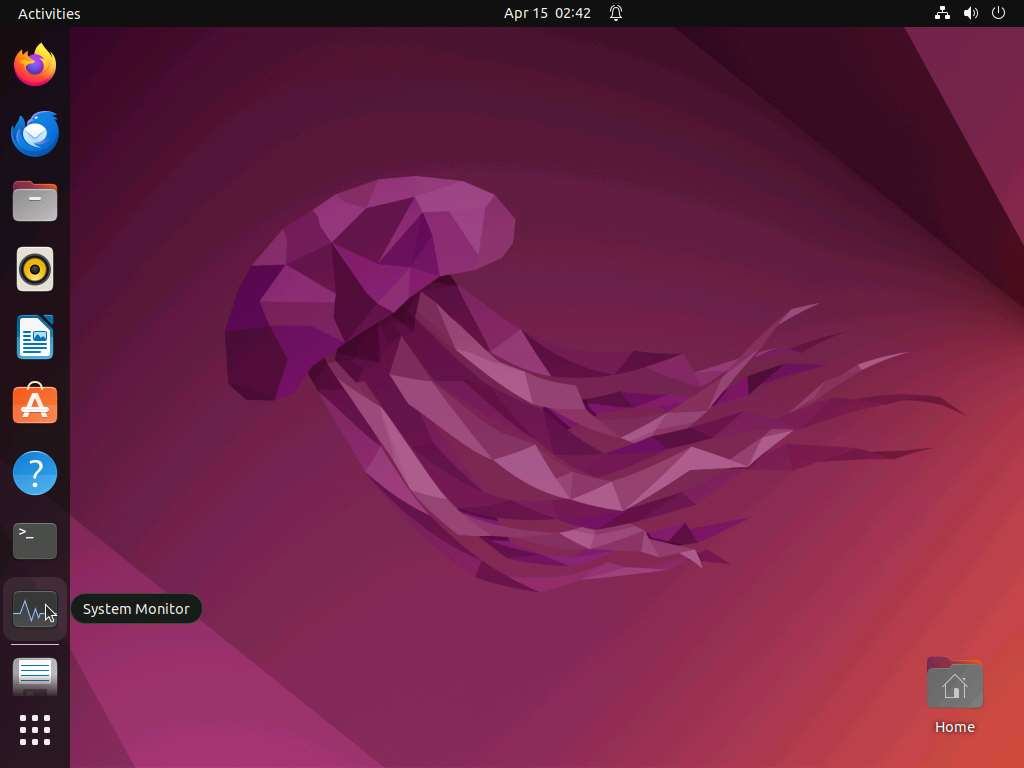 Activities
Apr 15 02:42
>_
?
System Monitor
Home